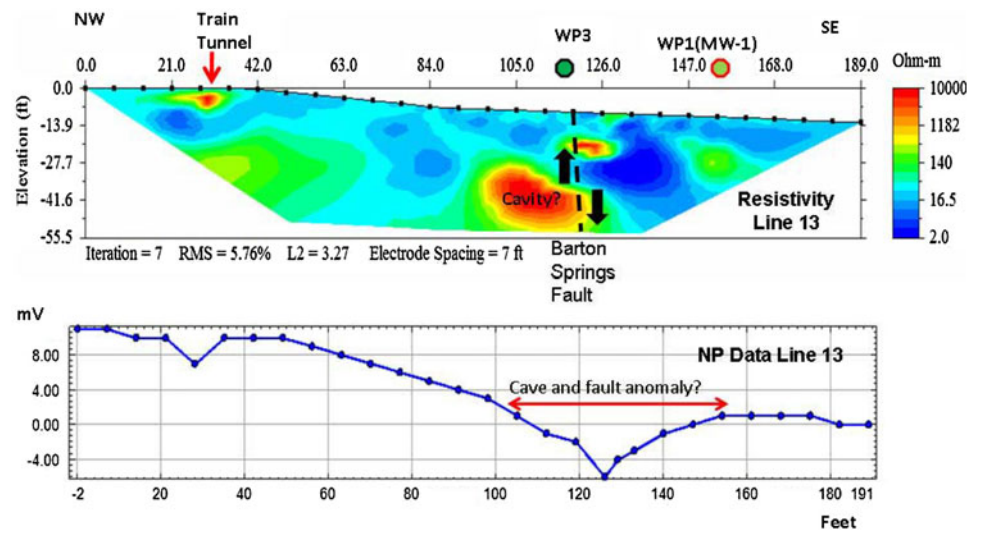 NW
Train
Tunnel
WP3
WP1(MW-1)
SE
0.0 21.0 42.0 63.0 84.0 105.0 126.0 147.0 168.0 189.0 Ohm-m
Elevation (ft)
0.0
-13.9
-27.7
-41.6
-55.5
10000
1182
140
16.5
2.0
Cavity?
Resistivity
Line 13
Iteration = 7 RMS = 5.76% L2 = 3.27 Electrode Spacing = 7 ft
Barton
Springs
Fault
mV
NP Data Line 13
Cave and fault anomaly?
8.00
4.00
0.00
-4.00
-2 20 40 60 80 100 120 140 160 180 191
Feet